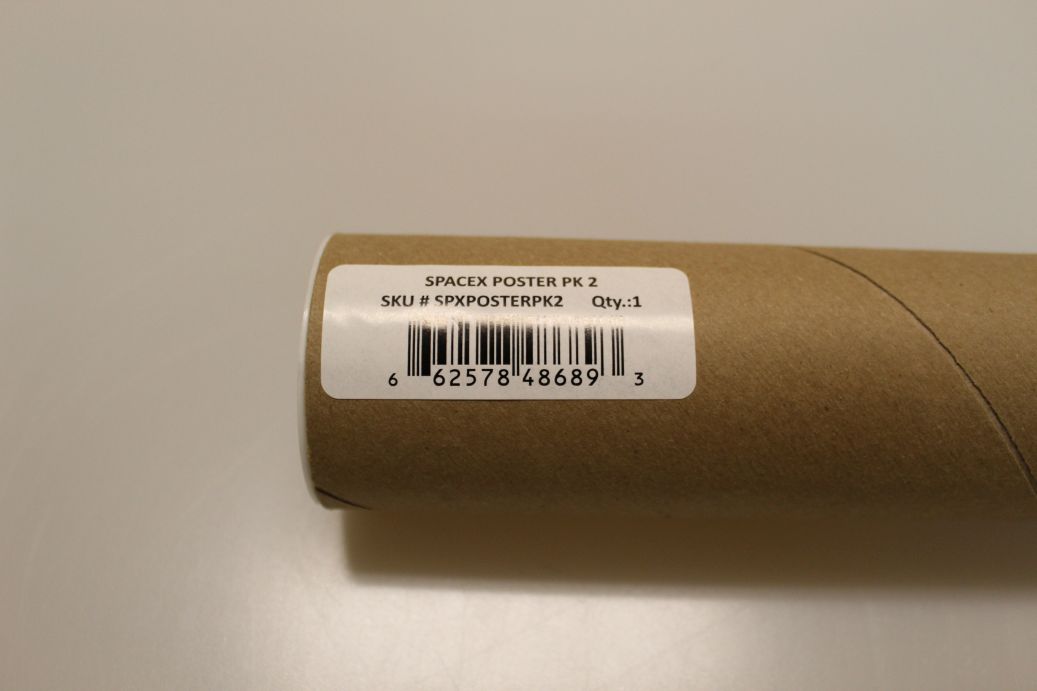 SPACEX POSTER PK 2
SKU # SPXPOSTERPK2 Qty.:1
6 62578 48689 3